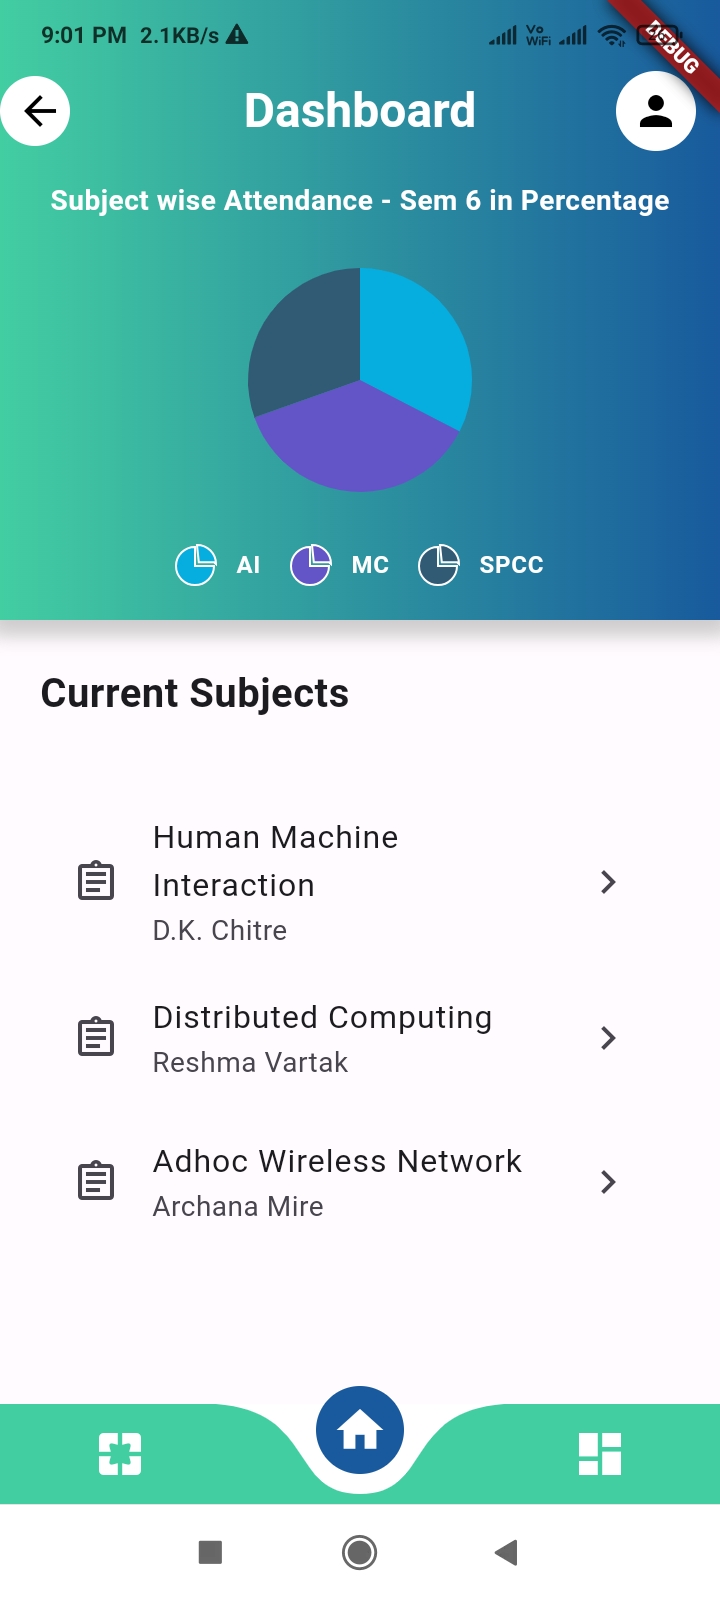 9:01 PM 2.1KB/s
Vo
WiFi
DEBUG
Dashboard
Subject wise Attendance - Sem 6 in Percentage
AI MC SPCC
Current Subjects
Human Machine
Interaction
D.K. Chitre
Distributed Computing
Reshma Vartak
Adhoc Wireless Network
Archana Mire